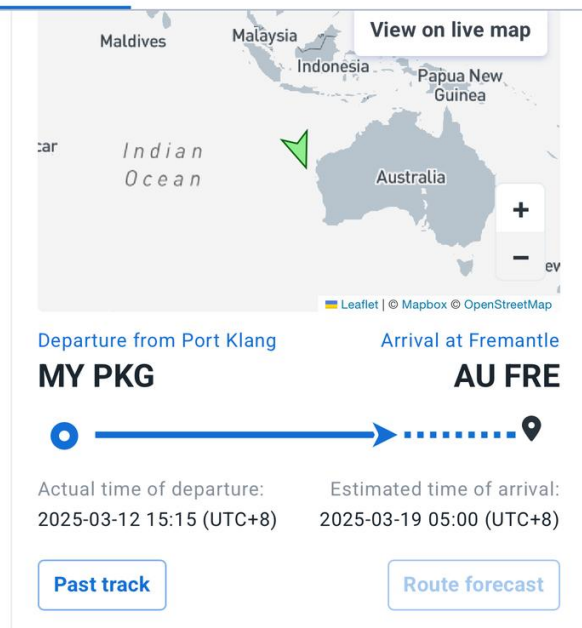 View on live map
Maldives
Malaysia
Indonesia
Papua New
Guinea
car
Indian
Ocean
Australia
+
−
ew
Leaflet | © Mapbox © OpenStreetMap
Departure from Port Klang
Arrival at Fremantle
MY PKG
AU FRE
Actual time of departure:
Estimated time of arrival:
2025-03-12 15:15 (UTC+8)
2025-03-19 05:00 (UTC+8)
Past track
Route forecast